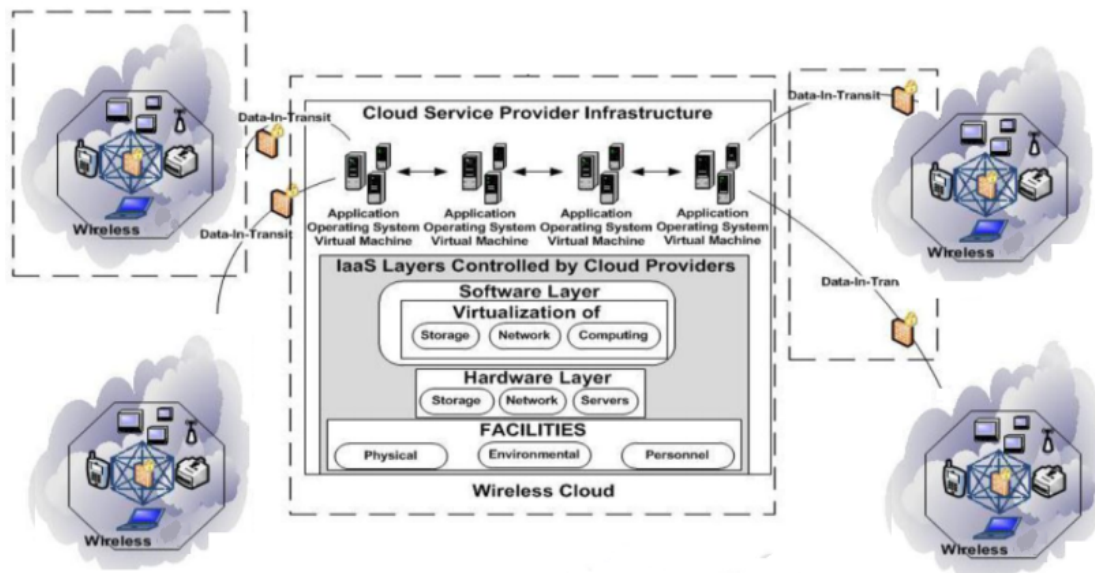 Data-In-Transit
Cloud Service Provider Infrastructure
Data-In-Transit
Wireless
Data-In-Transit
Application
Operating System
Virtual Machine
Application
Operating System
Virtual Machine
Application
Operating System
Virtual Machine
Application
Operating System
Virtual Machine
Wireless
IaaS Layers Controlled by Cloud Providers
Data-In-Tran
Software Layer
Virtualization of
Storage
Network
Computing
Hardware Layer
Storage
Network
Servers
FACILITIES
Physical
Environmental
Personnel
Wireless Cloud
Wireless
Wireless